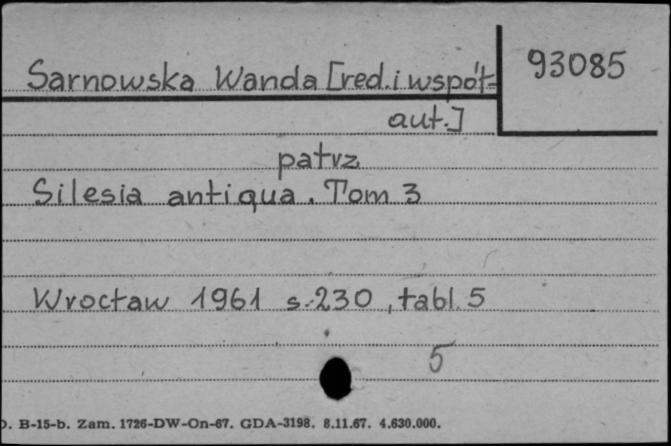 Sarnowska Wanda [red. i współ-
93085
aut.]
patrz
Silesia antiqua. Tom 3
Wrocław 1961 s. 230, tabl. 5
5
B-15-b. Zam. 1726-DW-On-67. GDA-3198. 8.11.67. 4.630.000.